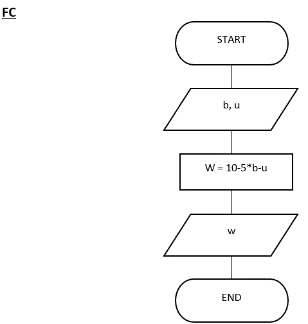 FC
START
b, u
W = 10-5*b-u
w
END